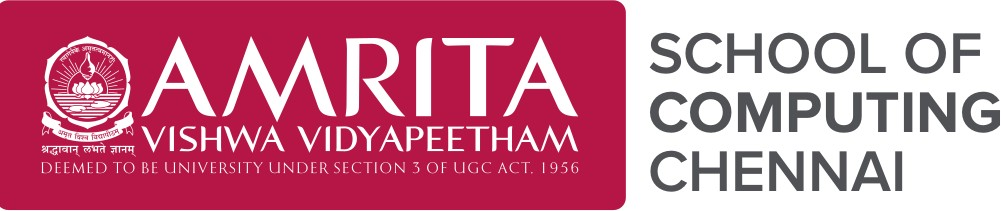 AMRITA
VISHWA VIDYAPEETHAM
श्रद्धावान् लभते ज्ञानम्
DEEMED TO BE UNIVERSITY UNDER SECTION 3 OF UGC ACT. 1956
SCHOOL OF
COMPUTING
CHENNAI